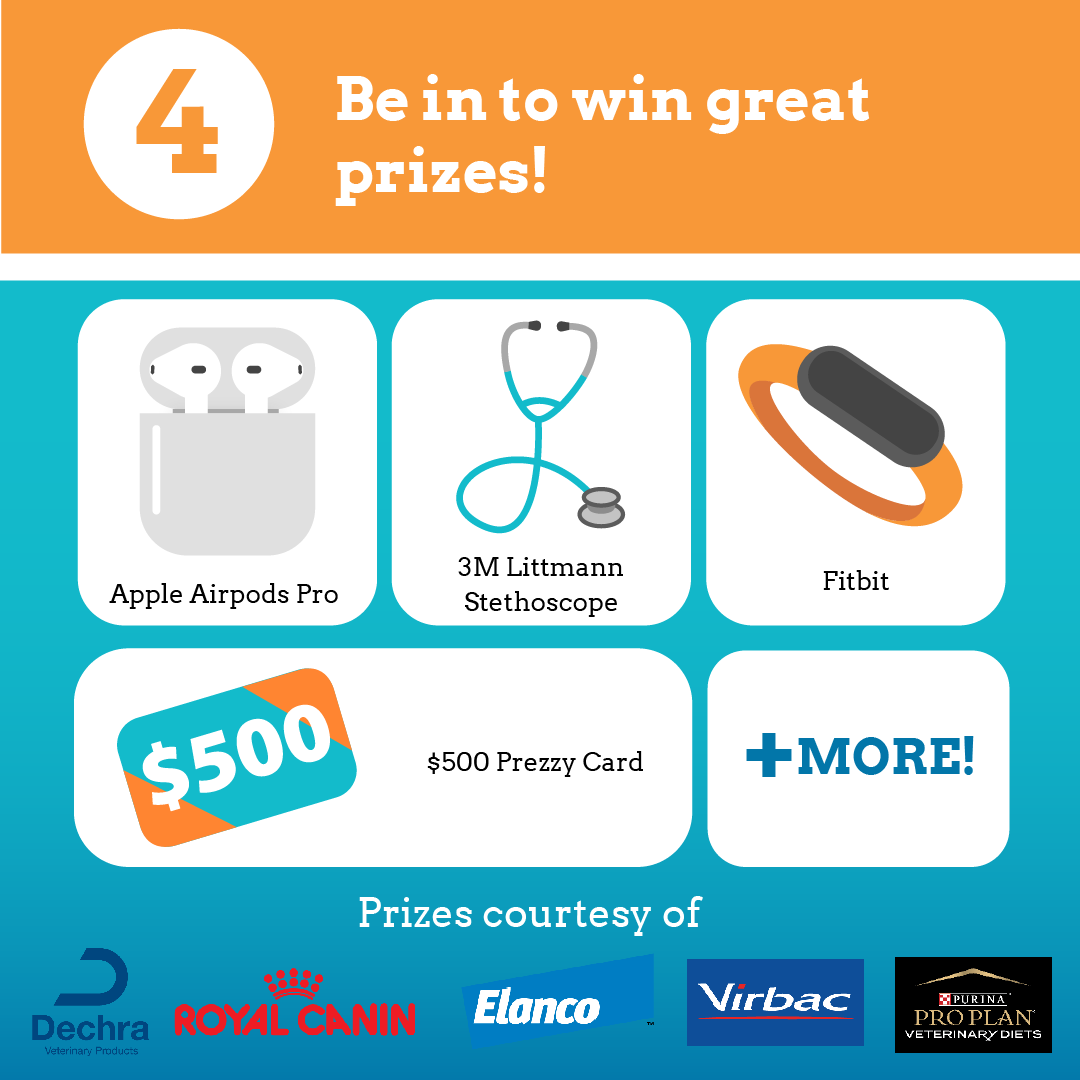 4
Be in to win great
prizes!
Apple Airpods Pro
3M Littmann
Stethoscope
Fitbit
$500
$500 Prezzy Card
+MORE!
Prizes courtesy of
Dechra
Veterinary Products
ROYAL CANIN
Elanco
™
Virbac
PURINA
PRO PLAN
VETERINARY DIETS